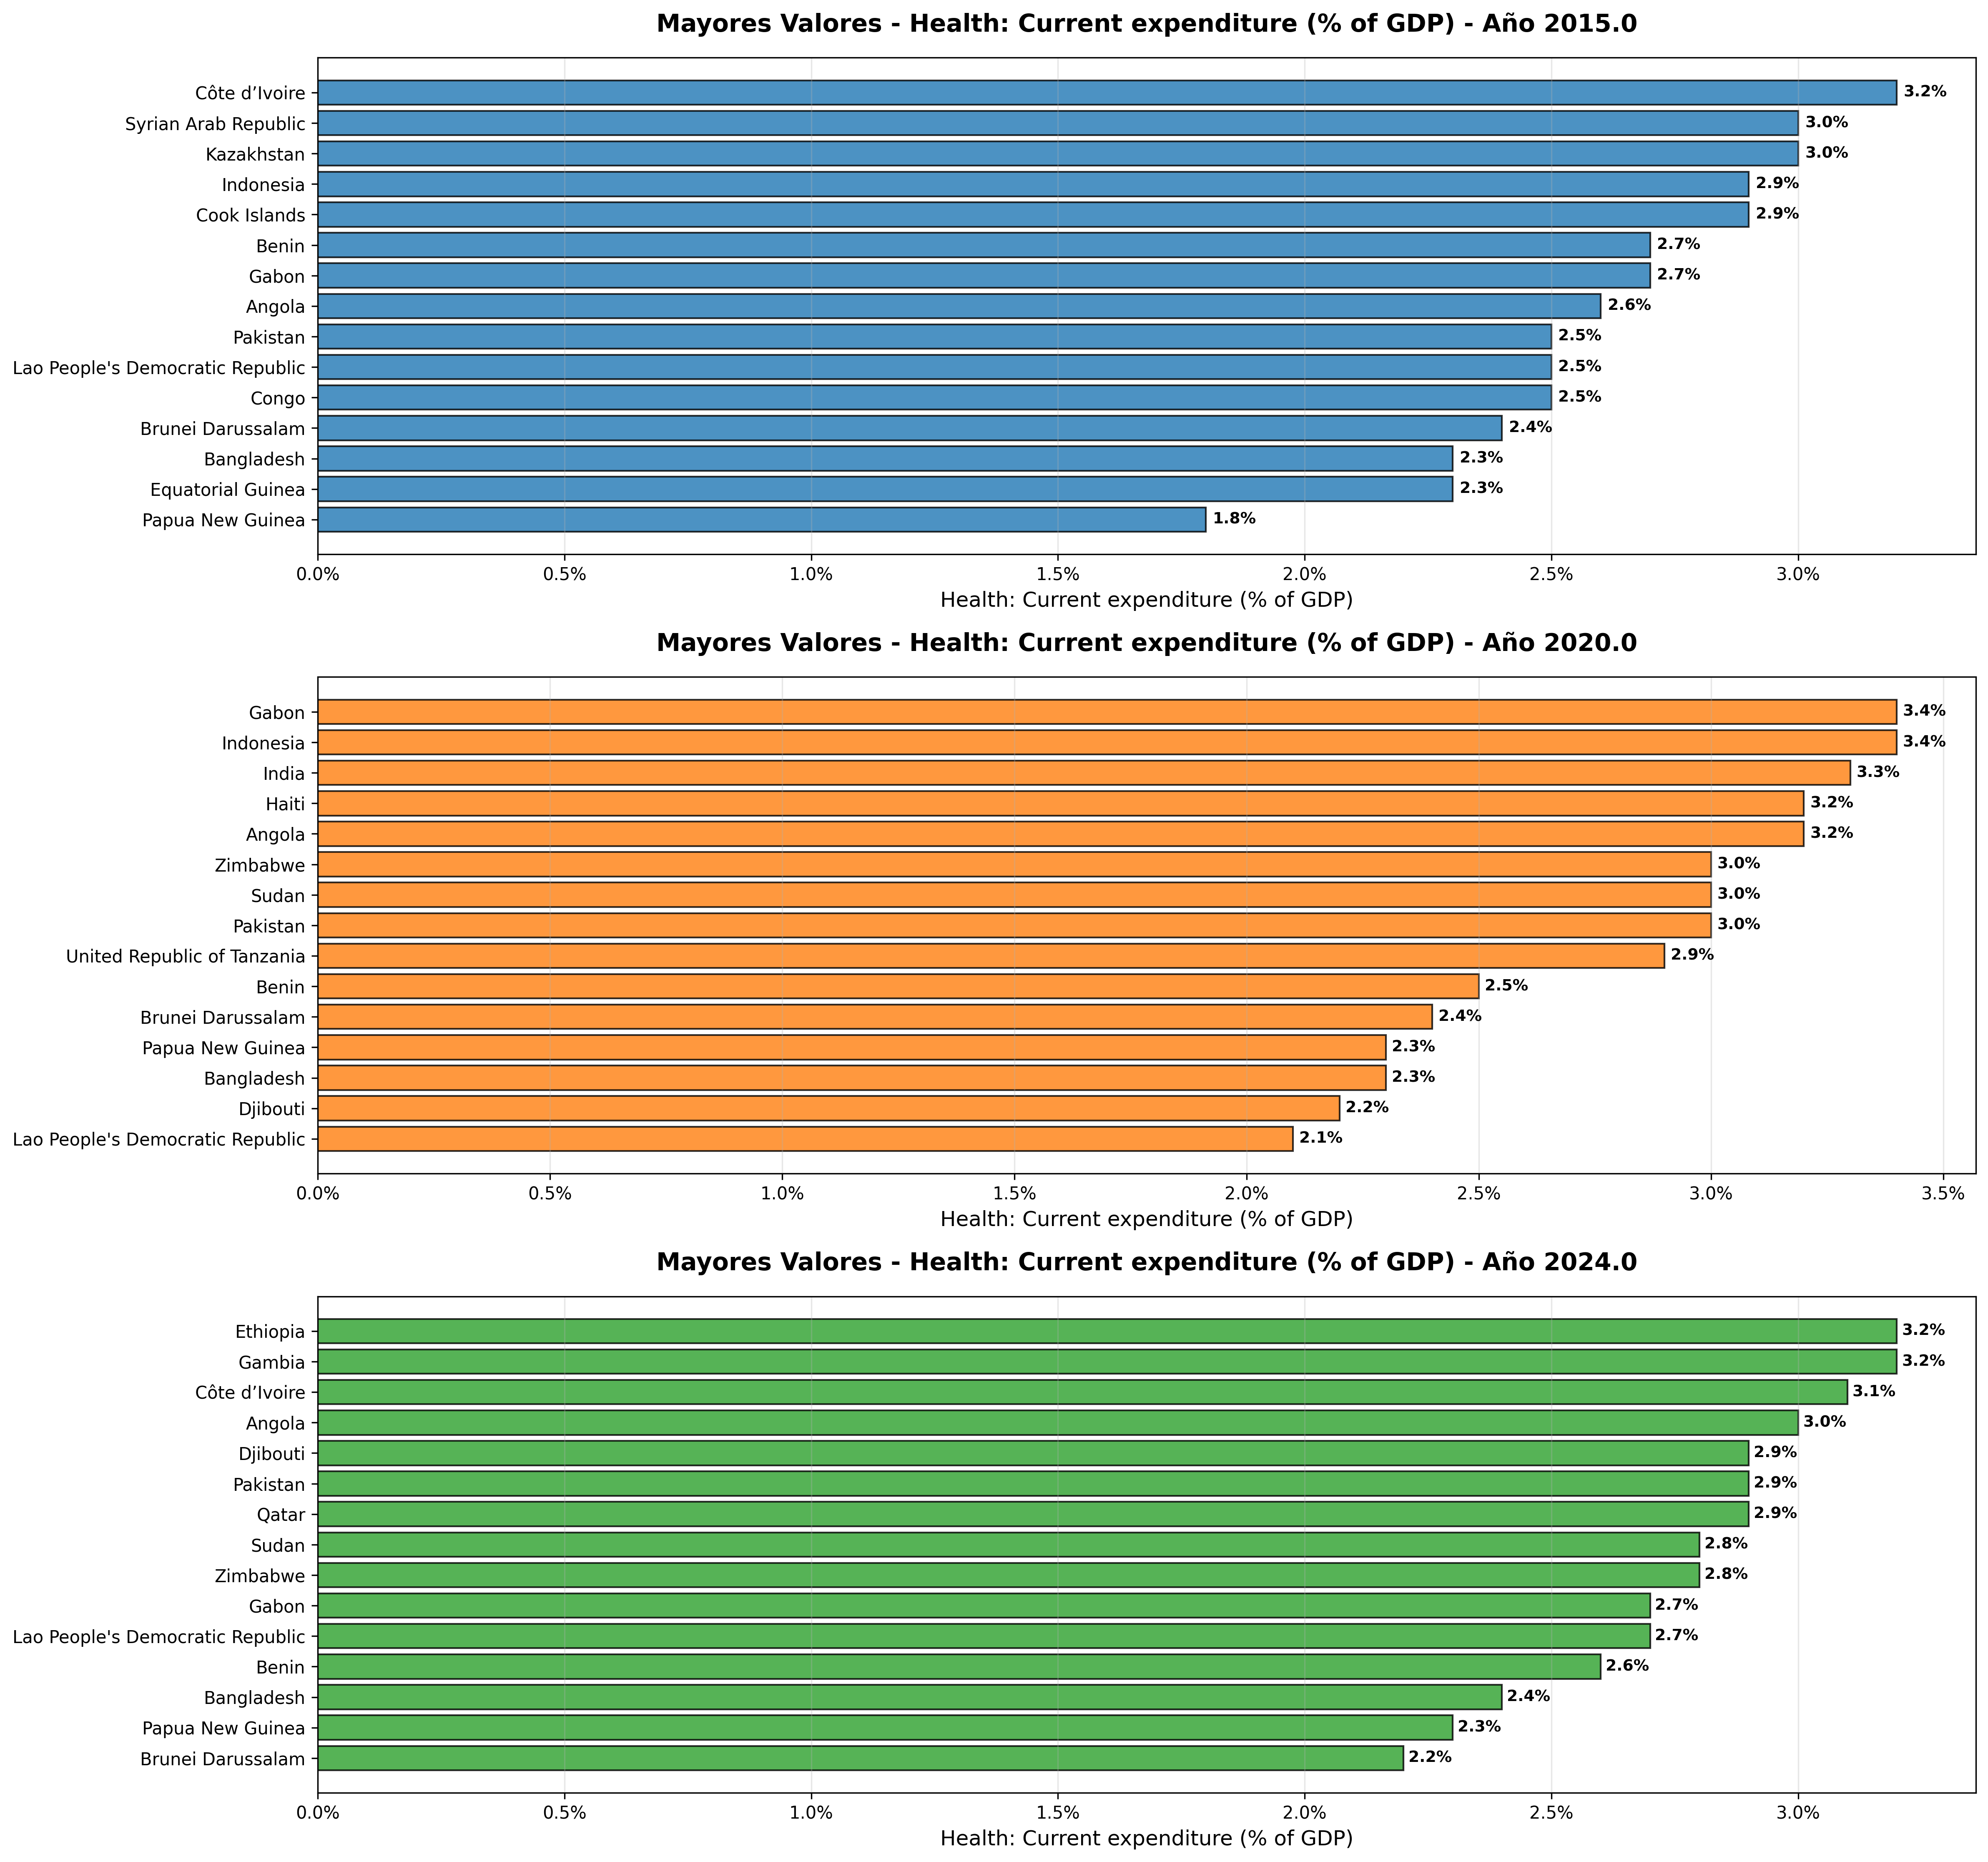 Mayores Valores - Health: Current expenditure (% of GDP) - Año 2015.0
Côte d’Ivoire 3.2%
Syrian Arab Republic 3.0%
Kazakhstan 3.0%
Indonesia 2.9%
Cook Islands 2.9%
Benin 2.7%
Gabon 2.7%
Angola 2.6%
Pakistan 2.5%
Lao People's Democratic Republic 2.5%
Congo 2.5%
Brunei Darussalam 2.4%
Bangladesh 2.3%
Equatorial Guinea 2.3%
Papua New Guinea 1.8%
0.0% 0.5% 1.0% 1.5% 2.0% 2.5% 3.0%
Health: Current expenditure (% of GDP)
Mayores Valores - Health: Current expenditure (% of GDP) - Año 2020.0
Gabon 3.4%
Indonesia 3.4%
India 3.3%
Haiti 3.2%
Angola 3.2%
Zimbabwe 3.0%
Sudan 3.0%
Pakistan 3.0%
United Republic of Tanzania 2.9%
Benin 2.5%
Brunei Darussalam 2.4%
Papua New Guinea 2.3%
Bangladesh 2.3%
Djibouti 2.2%
Lao People's Democratic Republic 2.1%
0.0% 0.5% 1.0% 1.5% 2.0% 2.5% 3.0% 3.5%
Health: Current expenditure (% of GDP)
Mayores Valores - Health: Current expenditure (% of GDP) - Año 2024.0
Ethiopia 3.2%
Gambia 3.2%
Côte d’Ivoire 3.1%
Angola 3.0%
Djibouti 2.9%
Pakistan 2.9%
Qatar 2.9%
Sudan 2.8%
Zimbabwe 2.8%
Gabon 2.7%
Lao People's Democratic Republic 2.7%
Benin 2.6%
Bangladesh 2.4%
Papua New Guinea 2.3%
Brunei Darussalam 2.2%
0.0% 0.5% 1.0% 1.5% 2.0% 2.5% 3.0%
Health: Current expenditure (% of GDP)